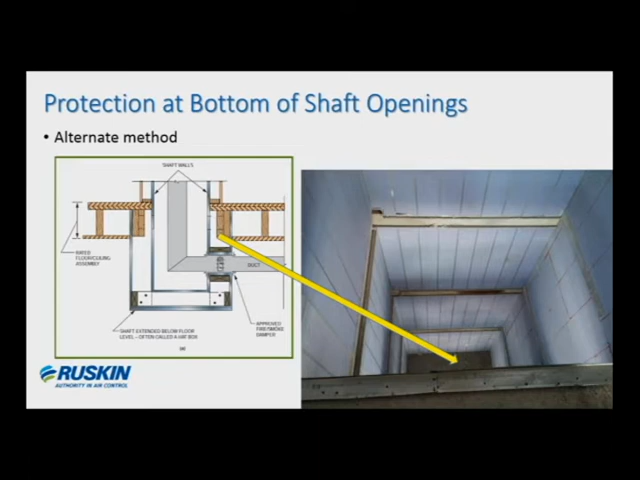 Protection at Bottom of Shaft Openings
• Alternate method
SHAFT WALLS
RATED
FLOOR/CEILING
ASSEMBLY
DUCT
SHAFT EXTENDED BELOW FLOOR
LEVEL - OFTEN CALLED A HAT BOX
APPROVED
FIRE/SMOKE
DAMPER
RUSKIN
AUTHORITY IN AIR CONTROL